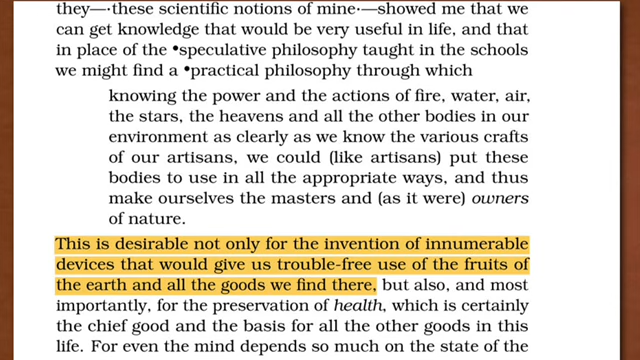 they—·these scientific notions of mine·—showed me that we
can get knowledge that would be very useful in life, and that
in place of the •speculative philosophy taught in the schools
we might find a •practical philosophy through which
knowing the power and the actions of fire, water, air,
the stars, the heavens and all the other bodies in our
environment as clearly as we know the various crafts
of our artisans, we could (like artisans) put these
bodies to use in all the appropriate ways, and thus
make ourselves the masters and (as it were) owners
of nature.
This is desirable not only for the invention of innumerable
devices that would give us trouble-free use of the fruits of
the earth and all the goods we find there, but also, and most
importantly, for the preservation of health, which is certainly
the chief good and the basis for all the other goods in this
life. For even the mind depends so much on the state of the